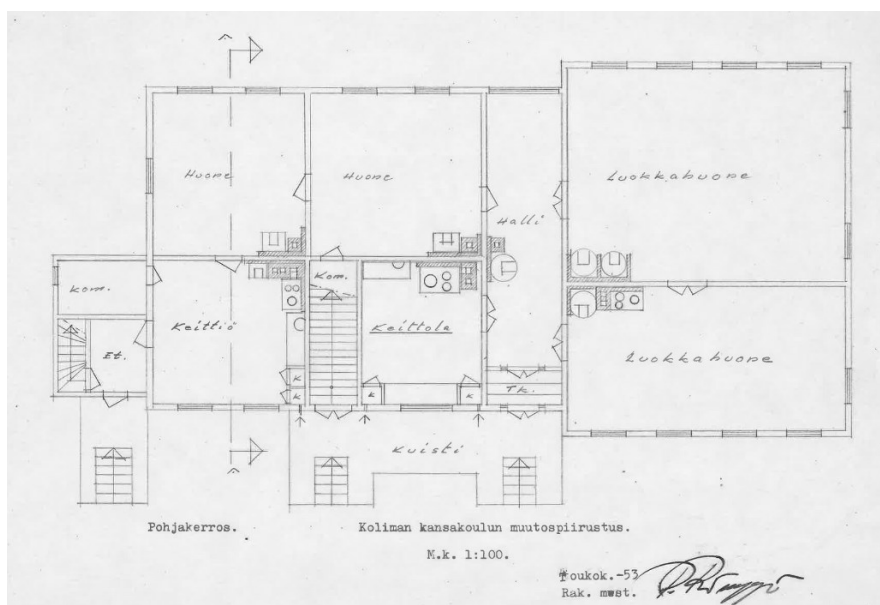 Huone
Huone
Halli
Luokkahuone
Kom.
Kom.
Keittiö
Keittola
Et.
K
K
K
K
Tk.
Luokkahuone
Kuisti
Pohjakerros.
Koliman kansakoulun muutospiirustus.
M.k. 1:100.
Toukok.-53
Rak. mest.